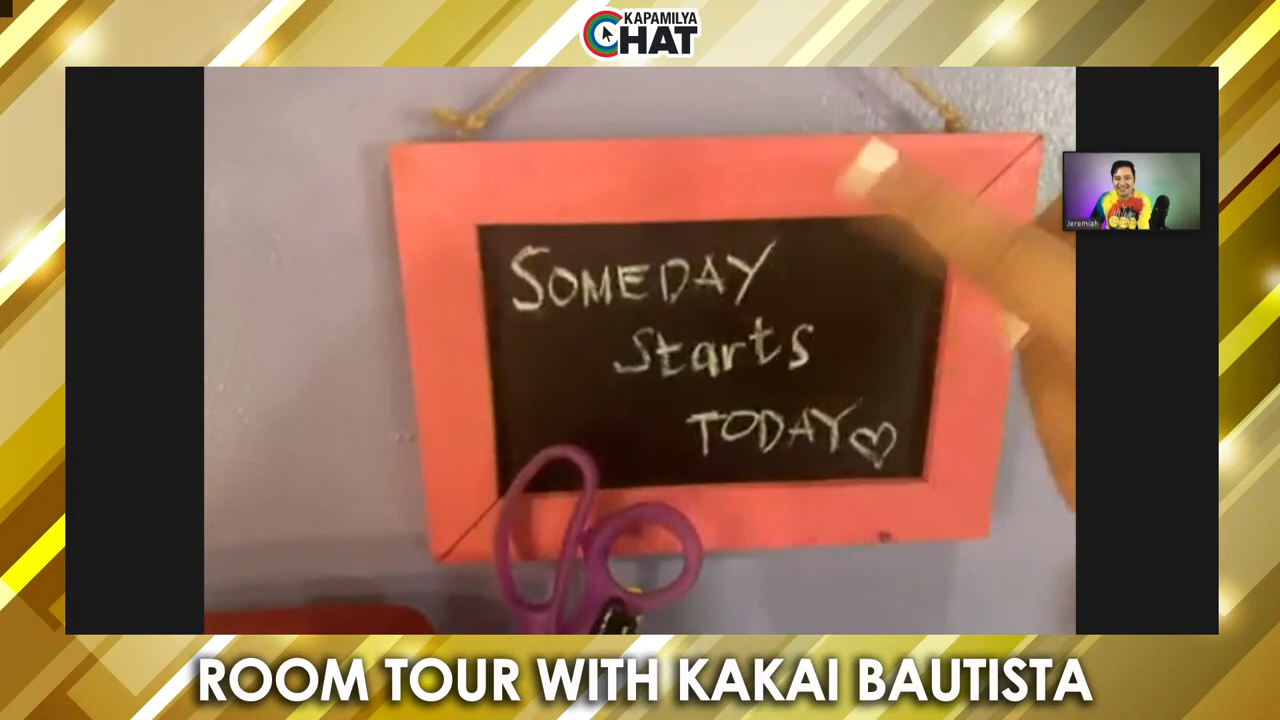 KAPAMILYA
CHAT
Jeremiah
SOMEDAY
Starts
TODAY♡
ROOM TOUR WITH KAKAI BAUTISTA